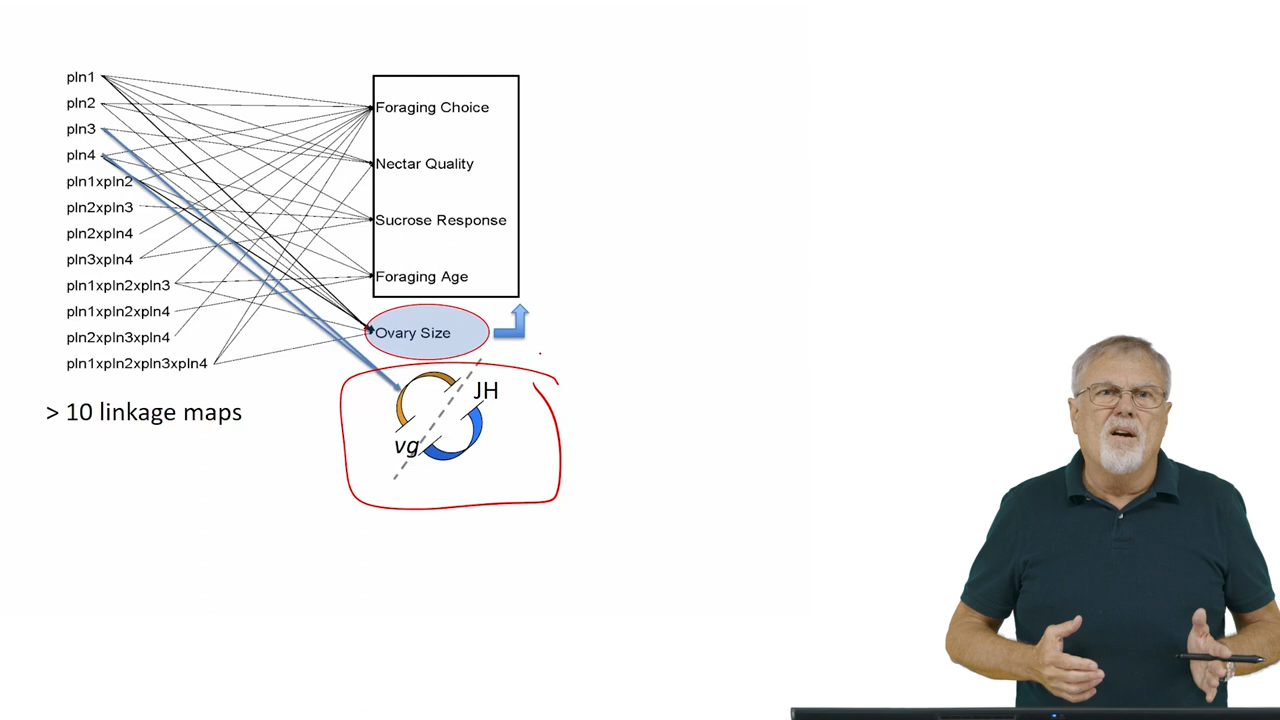 pln1
pln2
pln3
pln4
pln1xpln2
pln2xpln3
pln2xpln4
pln3xpln4
pln1xpln2xpln3
pln1xpln2xpln4
pln2xpln3xpln4
pln1xpln2xpln3xpln4
> 10 linkage maps
Foraging Choice
Nectar Quality
Sucrose Response
Foraging Age
Ovary Size
JH
vg